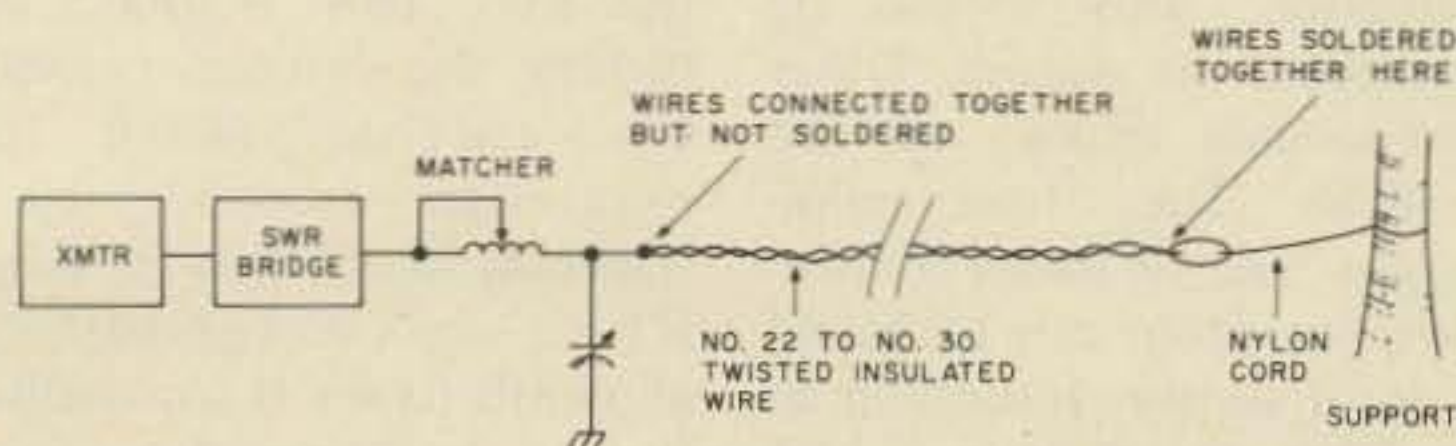 WIRES SOLDERED
TOGETHER HERE
WIRES CONNECTED TOGETHER
BUT NOT SOLDERED
MATCHER
XMTR
SWR
BRIDGE
NO. 22 TO NO. 30
TWISTED INSULATED
WIRE
NYLON
CORD
SUPPORT